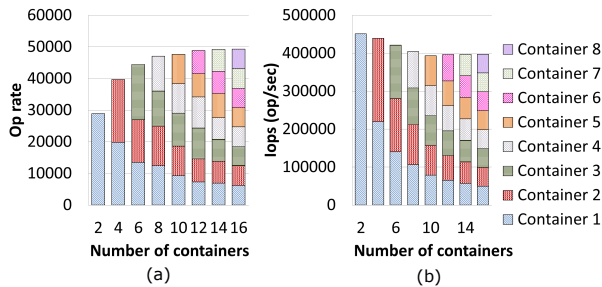 60000
50000
40000
30000
20000
10000
0
Op rate
2 4 6 8 10 12 14 16
Number of containers
(a)
500000
400000
300000
200000
100000
0
Iops (op/sec)
2 6 10 14
Number of containers
(b)
Container 8
Container 7
Container 6
Container 5
Container 4
Container 3
Container 2
Container 1